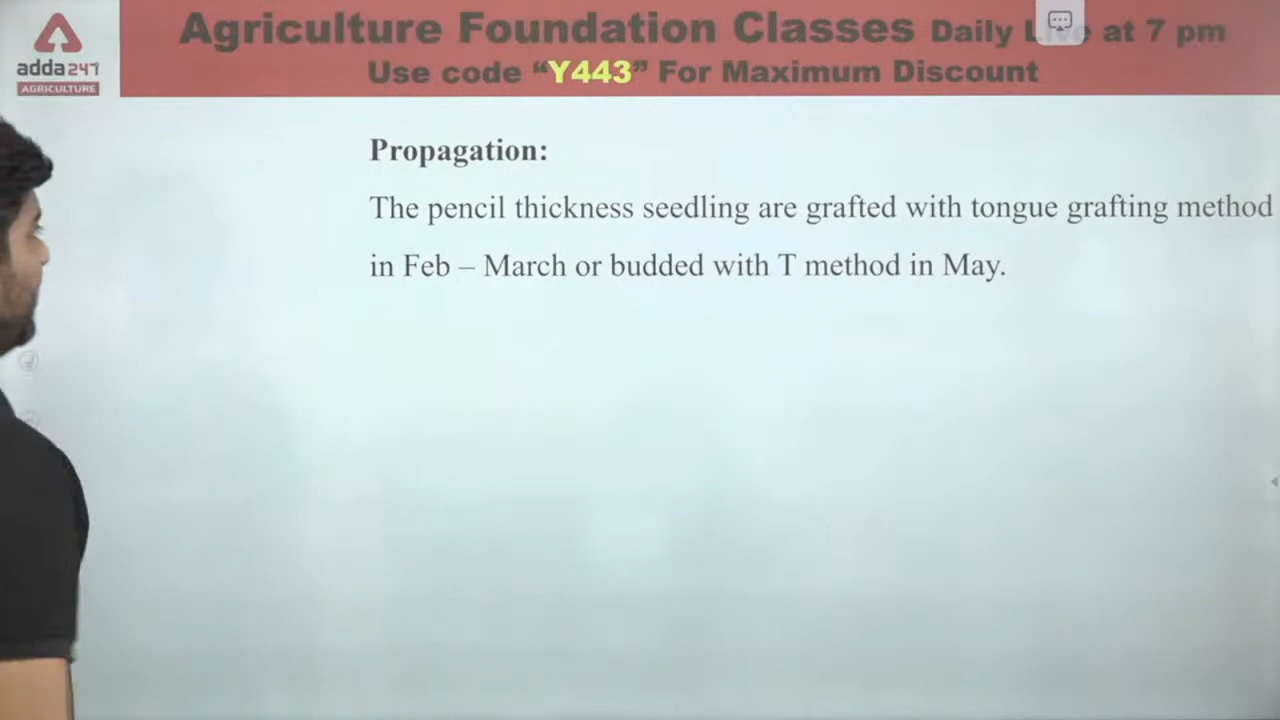 Agriculture Foundation Classes Daily Live at 7 pm
Use code “Y443” For Maximum Discount
adda247
AGRICULTURE
Propagation:
The pencil thickness seedling are grafted with tongue grafting method
in Feb – March or budded with T method in May.